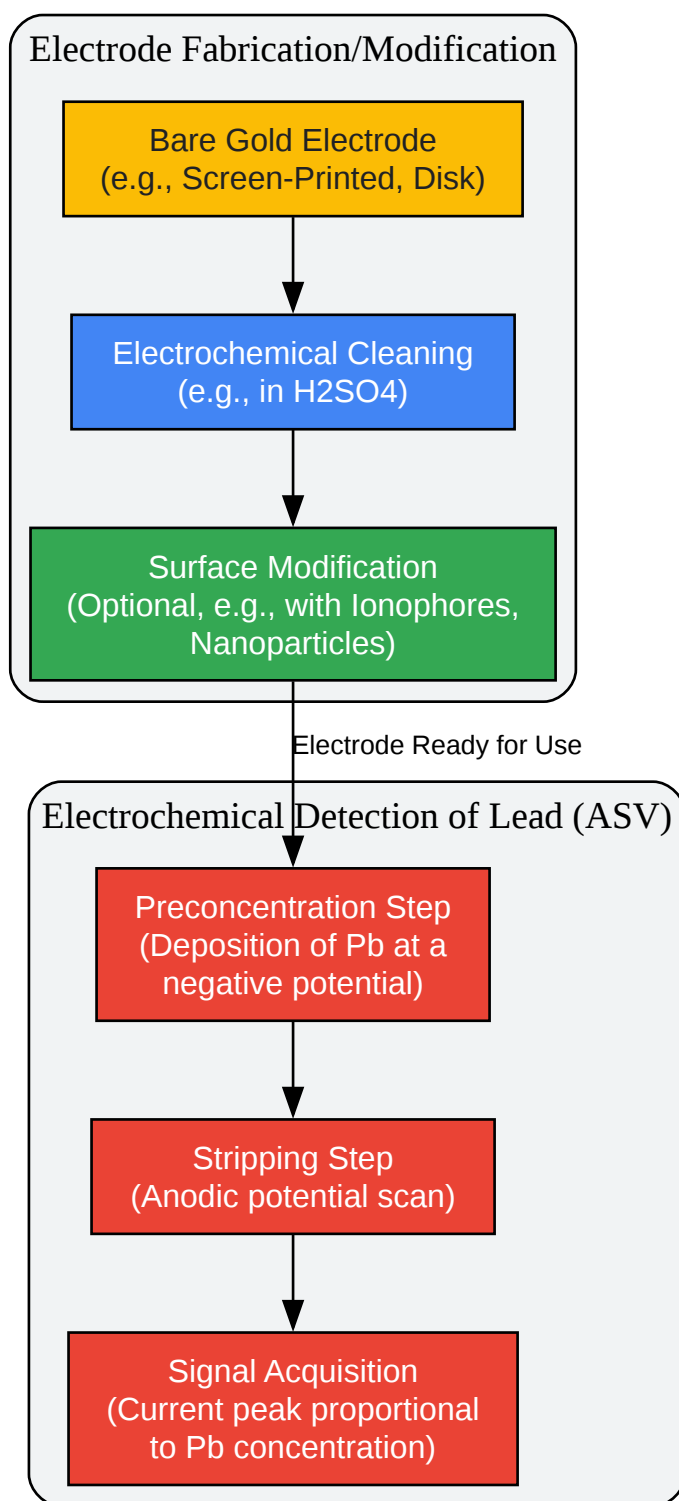 Electrode Fabrication/Modification
Bare Gold Electrode
(e.g., Screen-Printed, Disk)
Electrochemical Cleaning
(e.g., in H2SO4)
Surface Modification
(Optional, e.g., with Ionophores,
Nanoparticles)
Electrode Ready for Use
Electrochemical Detection of Lead (ASV)
Preconcentration Step
(Deposition of Pb at a
negative potential)
Stripping Step
(Anodic potential scan)
Signal Acquisition
(Current peak proportional
to Pb concentration)